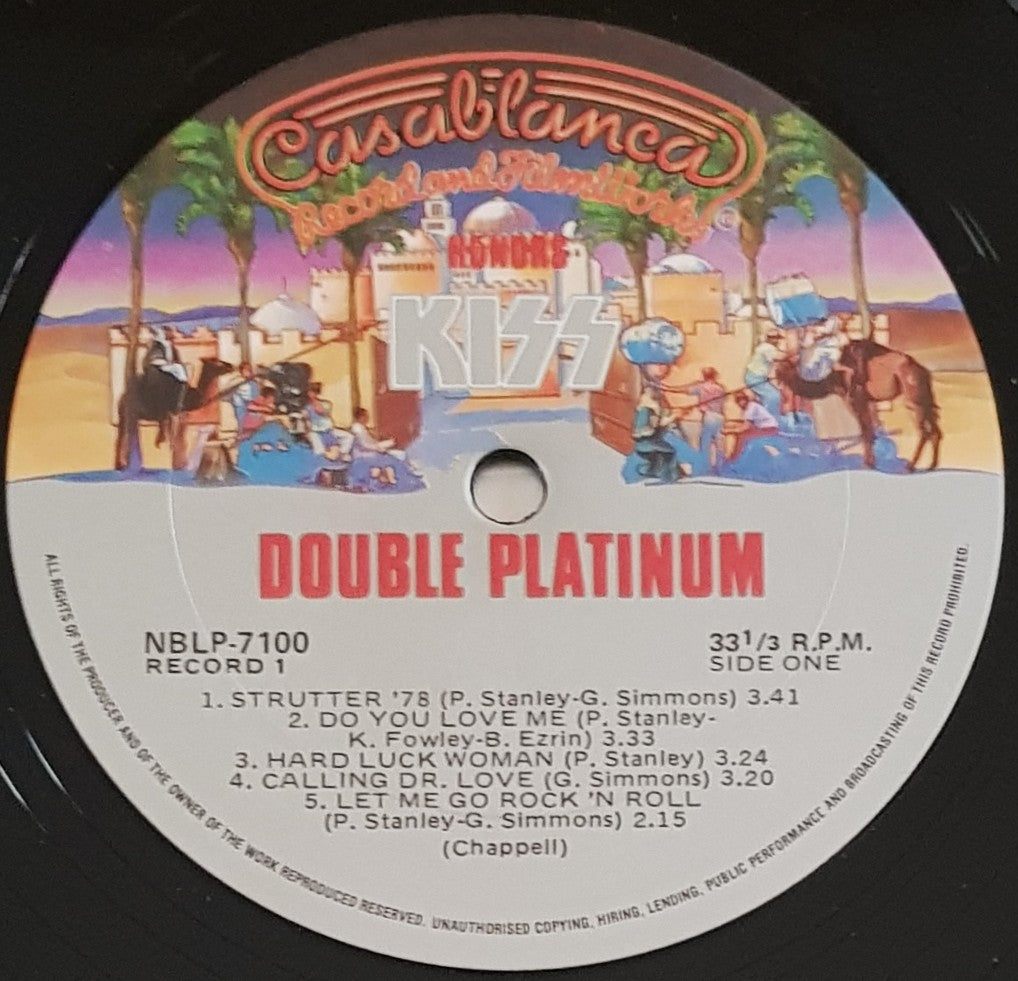 Casablanca
Record and FilmWorks
®
HONORS
KISS
DOUBLE PLATINUM
NBLP-7100
RECORD 1
33 1/3 R.P.M.
SIDE ONE
1. STRUTTER '78 (P. Stanley-G. Simmons) 3.41
2. DO YOU LOVE ME (P. Stanley-
K. Fowley-B. Ezrin) 3.33
3. HARD LUCK WOMAN (P. Stanley) 3.24
4. CALLING DR. LOVE (G. Simmons) 3.20
5. LET ME GO ROCK 'N ROLL
(P. Stanley-G. Simmons) 2.15
(Chappell)
ALL RIGHTS OF THE PRODUCER AND OF THE OWNER OF THE WORK REPRODUCED RESERVED. UNAUTHORISED COPYING, HIRING, LENDING, PUBLIC PERFORMANCE AND BROADCASTING OF THIS RECORD PROHIBITED.